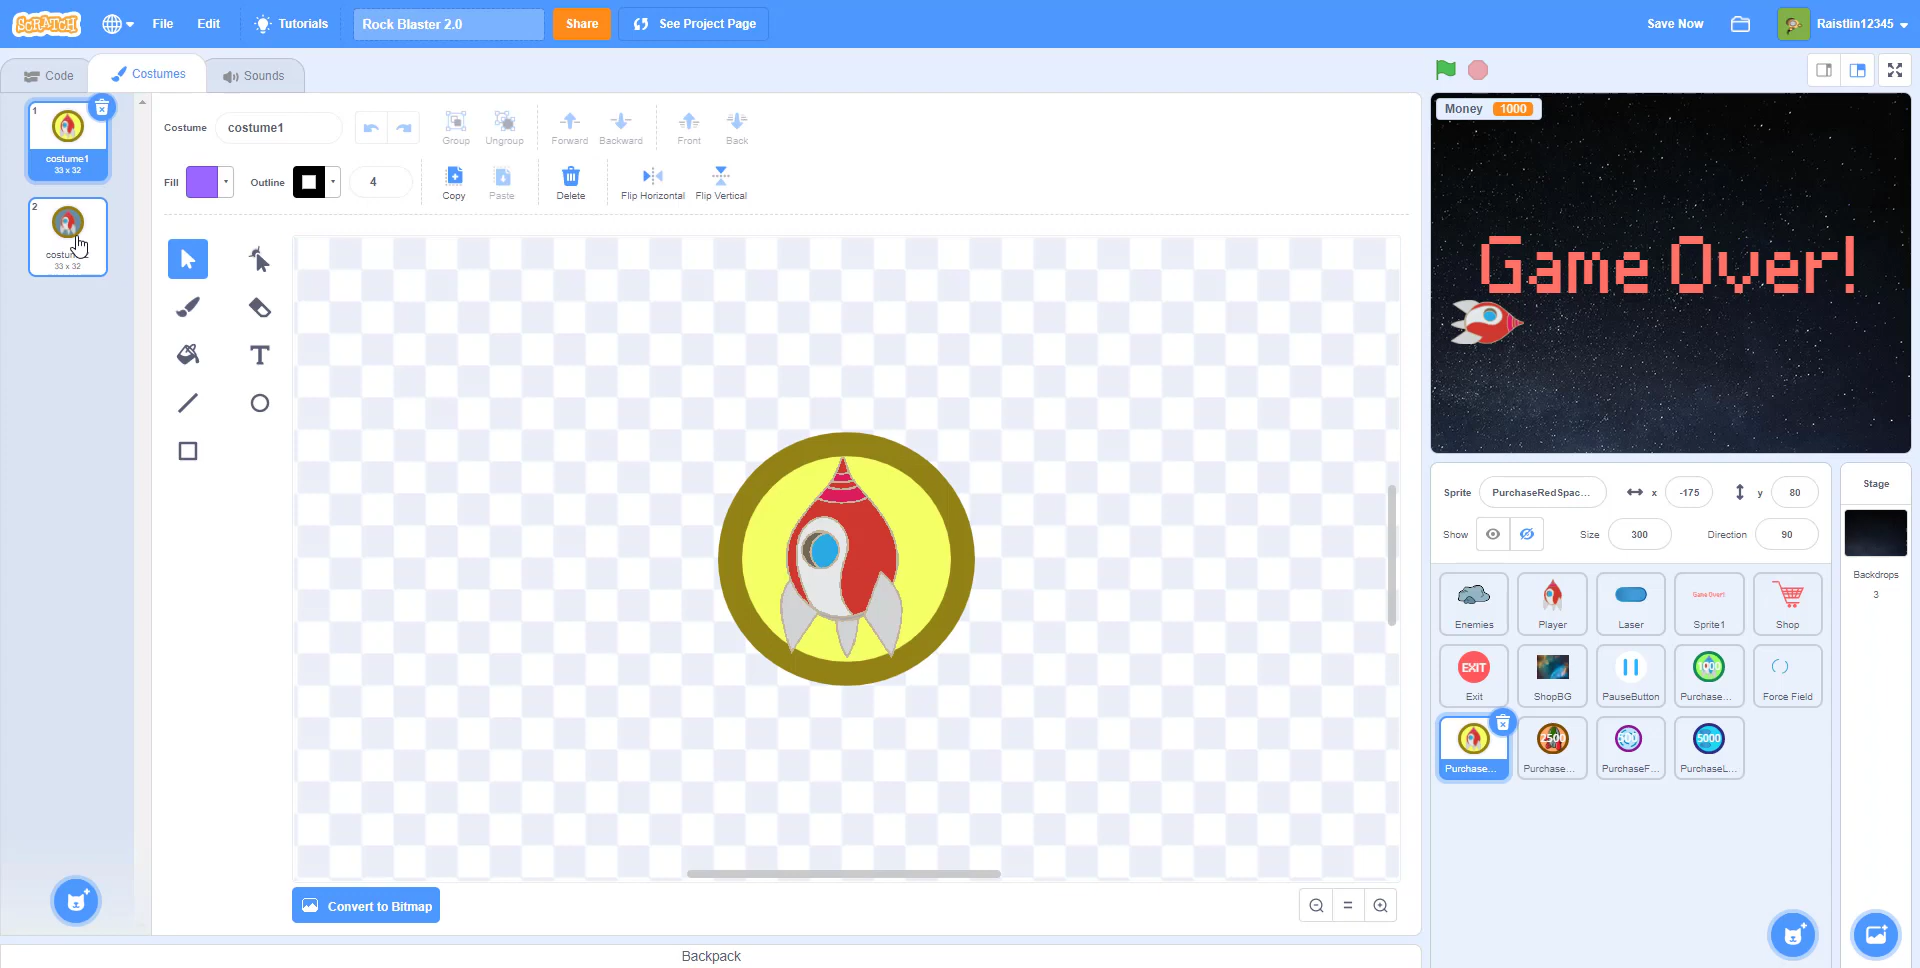 SCRATCH File Edit Tutorials Rock Blaster 2.0 Share See Project Page Save Now Raistlin12345
Code Costumes Sounds
1
costume1
33 x 32
2
33 x 32
Costume costume1
Group Ungroup Forward Backward Front Back
Fill Outline 4
Copy Paste Delete Flip Horizontal Flip Vertical
Convert to Bitmap
Backpack
Money 1000
Game Over!
Sprite PurchaseRedSpac... x -175 y 80
Show Size 300 Direction 90
Stage
Backdrops
3
Enemies Player Laser Game Over! Sprite1 Shop
EXIT 1000
Exit ShopBG PauseButton Purchase... Force Field
2500 500 5000
Purchase... Purchase... PurchaseF... PurchaseL...